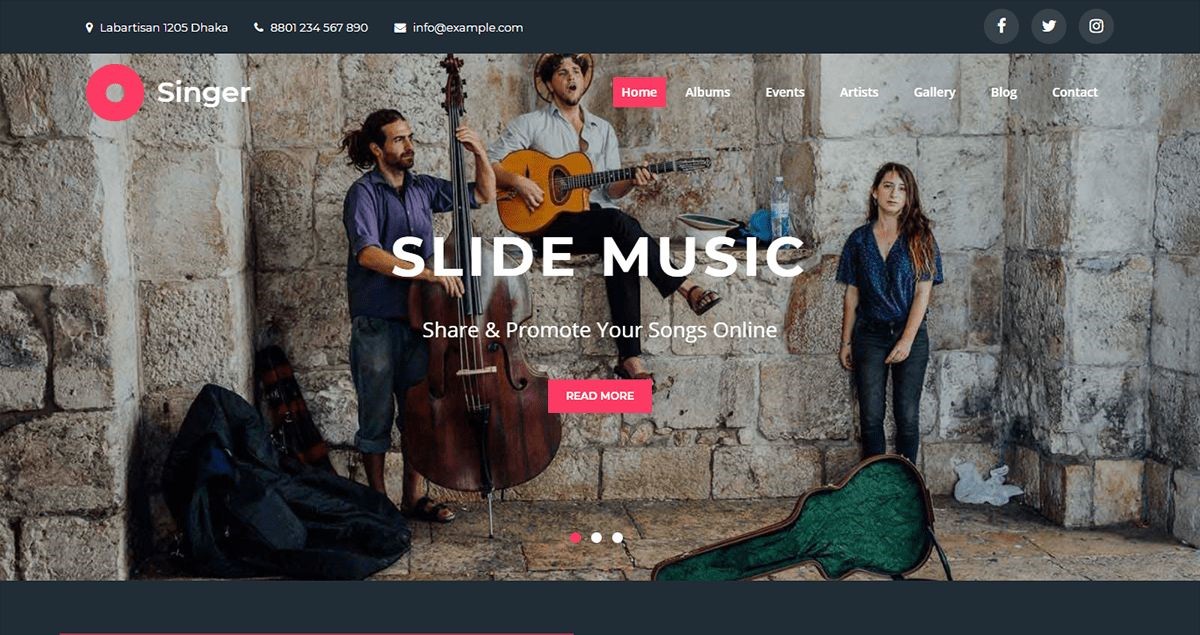 Labartisan 1205 Dhaka 8801 234 567 890 info@example.com
Singer Home Albums Events Artists Gallery Blog Contact
SLIDE MUSIC
Share & Promote Your Songs Online
READ MORE